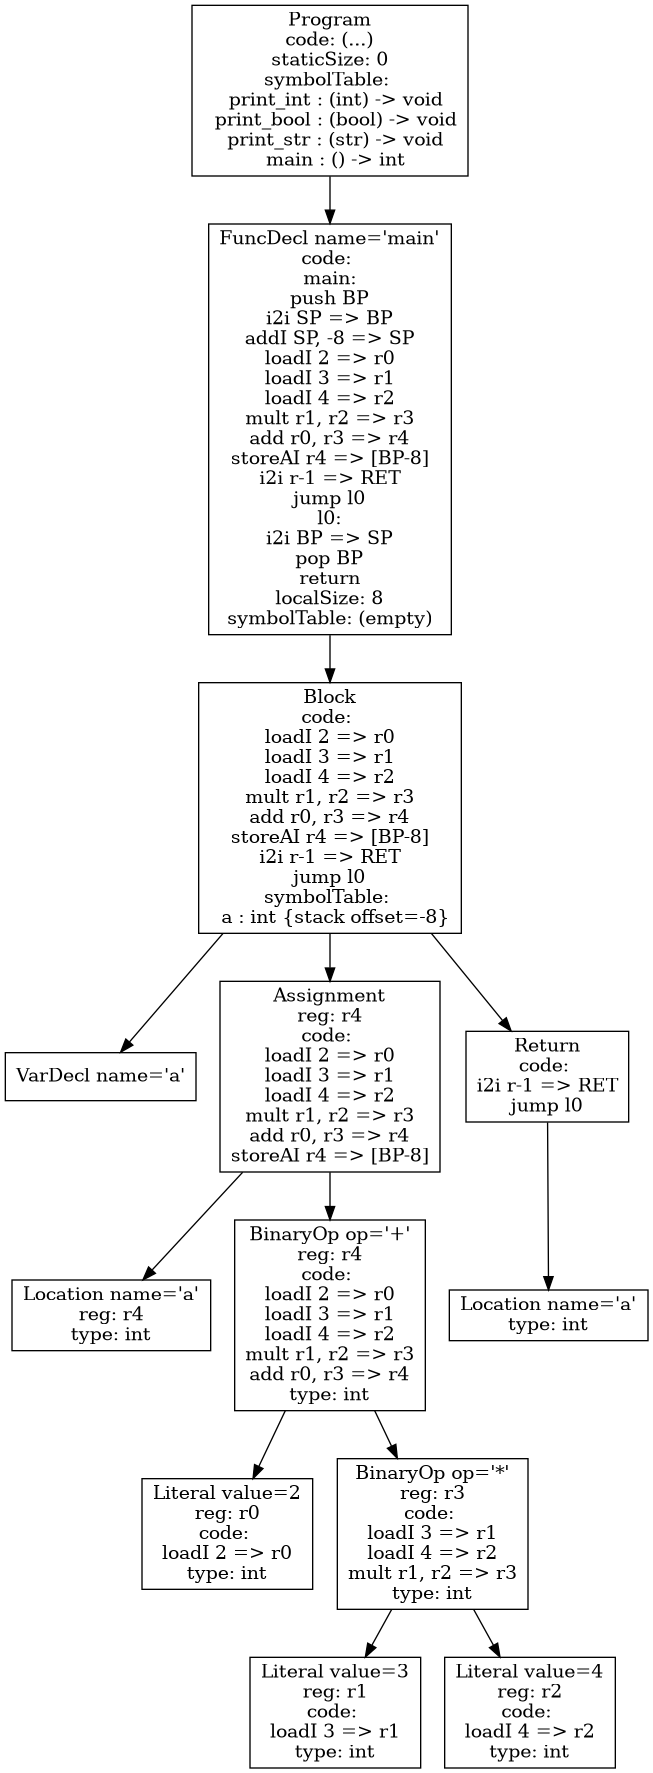 Program
code: (...)
staticSize: 0
symbolTable:
print_int : (int) -> void
print_bool : (bool) -> void
print_str : (str) -> void
main : () -> int
FuncDecl name='main'
code:
main:
push BP
i2i SP => BP
addI SP, -8 => SP
loadI 2 => r0
loadI 3 => r1
loadI 4 => r2
mult r1, r2 => r3
add r0, r3 => r4
storeAI r4 => [BP-8]
i2i r-1 => RET
jump l0
l0:
i2i BP => SP
pop BP
return
localSize: 8
symbolTable: (empty)
Block
code:
loadI 2 => r0
loadI 3 => r1
loadI 4 => r2
mult r1, r2 => r3
add r0, r3 => r4
storeAI r4 => [BP-8]
i2i r-1 => RET
jump l0
symbolTable:
a : int {stack offset=-8}
VarDecl name='a'
Assignment
reg: r4
code:
loadI 2 => r0
loadI 3 => r1
loadI 4 => r2
mult r1, r2 => r3
add r0, r3 => r4
storeAI r4 => [BP-8]
Return
code:
i2i r-1 => RET
jump l0
Location name='a'
reg: r4
type: int
BinaryOp op='+'
reg: r4
code:
loadI 2 => r0
loadI 3 => r1
loadI 4 => r2
mult r1, r2 => r3
add r0, r3 => r4
type: int
Location name='a'
type: int
Literal value=2
reg: r0
code:
loadI 2 => r0
type: int
BinaryOp op='*'
reg: r3
code:
loadI 3 => r1
loadI 4 => r2
mult r1, r2 => r3
type: int
Literal value=3
reg: r1
code:
loadI 3 => r1
type: int
Literal value=4
reg: r2
code:
loadI 4 => r2
type: int